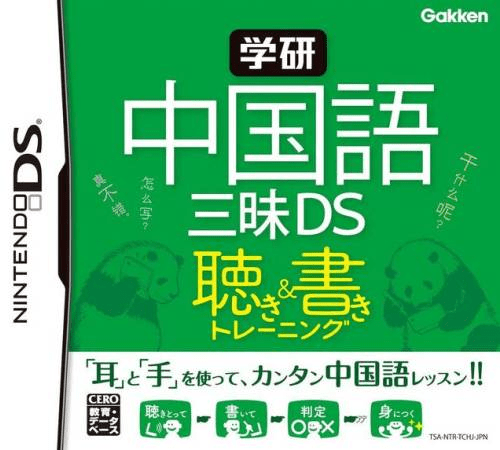 Gakken
学研
中国語
三昧DS
干什么呢?
怎么写?
真不错。
聴き&書き
トレーニング
NINTENDO DS®
「耳」と「手」を使って、カンタン中国語レッスン!!
CERO
教育・
データ
ベース
聴きとって
書いて
判定
身につく
TSA-NTR-TCHJ-JPN